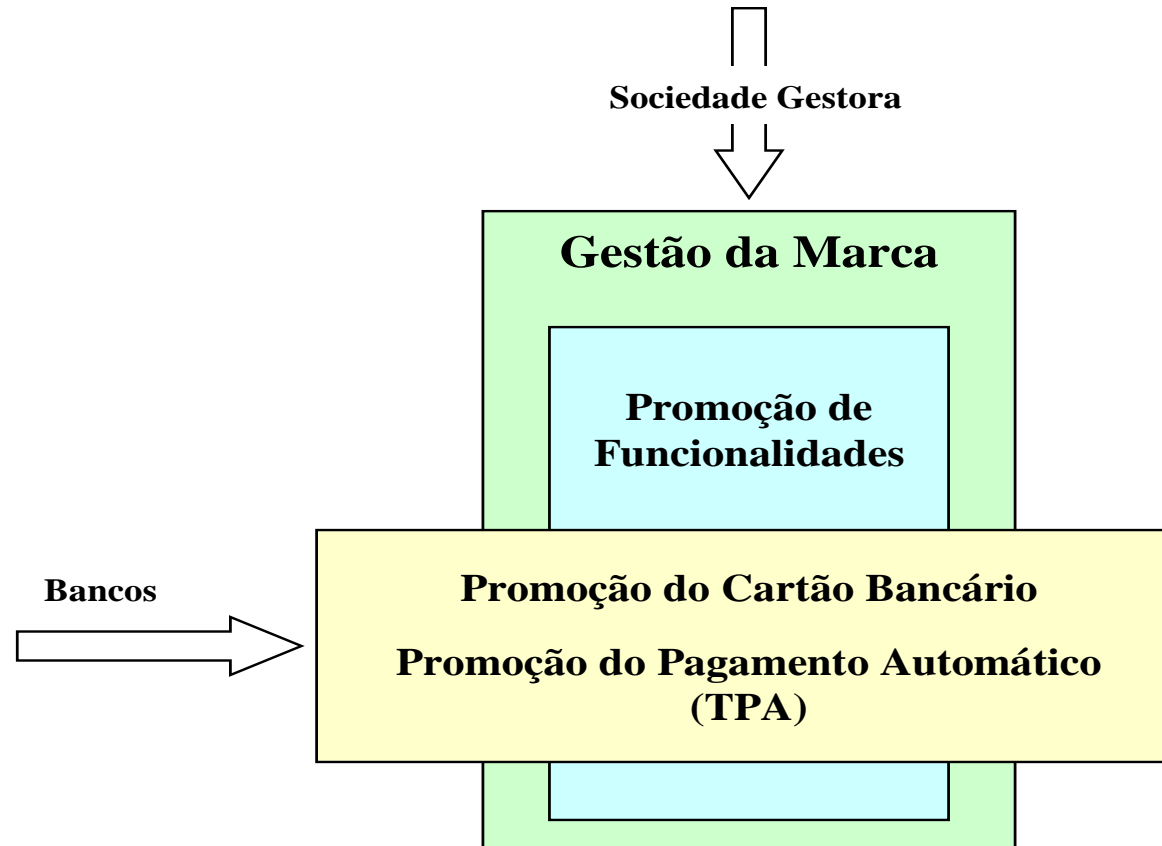 Sociedade Gestora
Gestão da Marca
Promoção de
Funcionalidades
Bancos
Promoção do Cartão Bancário
Promoção do Pagamento Automático
(TPA)